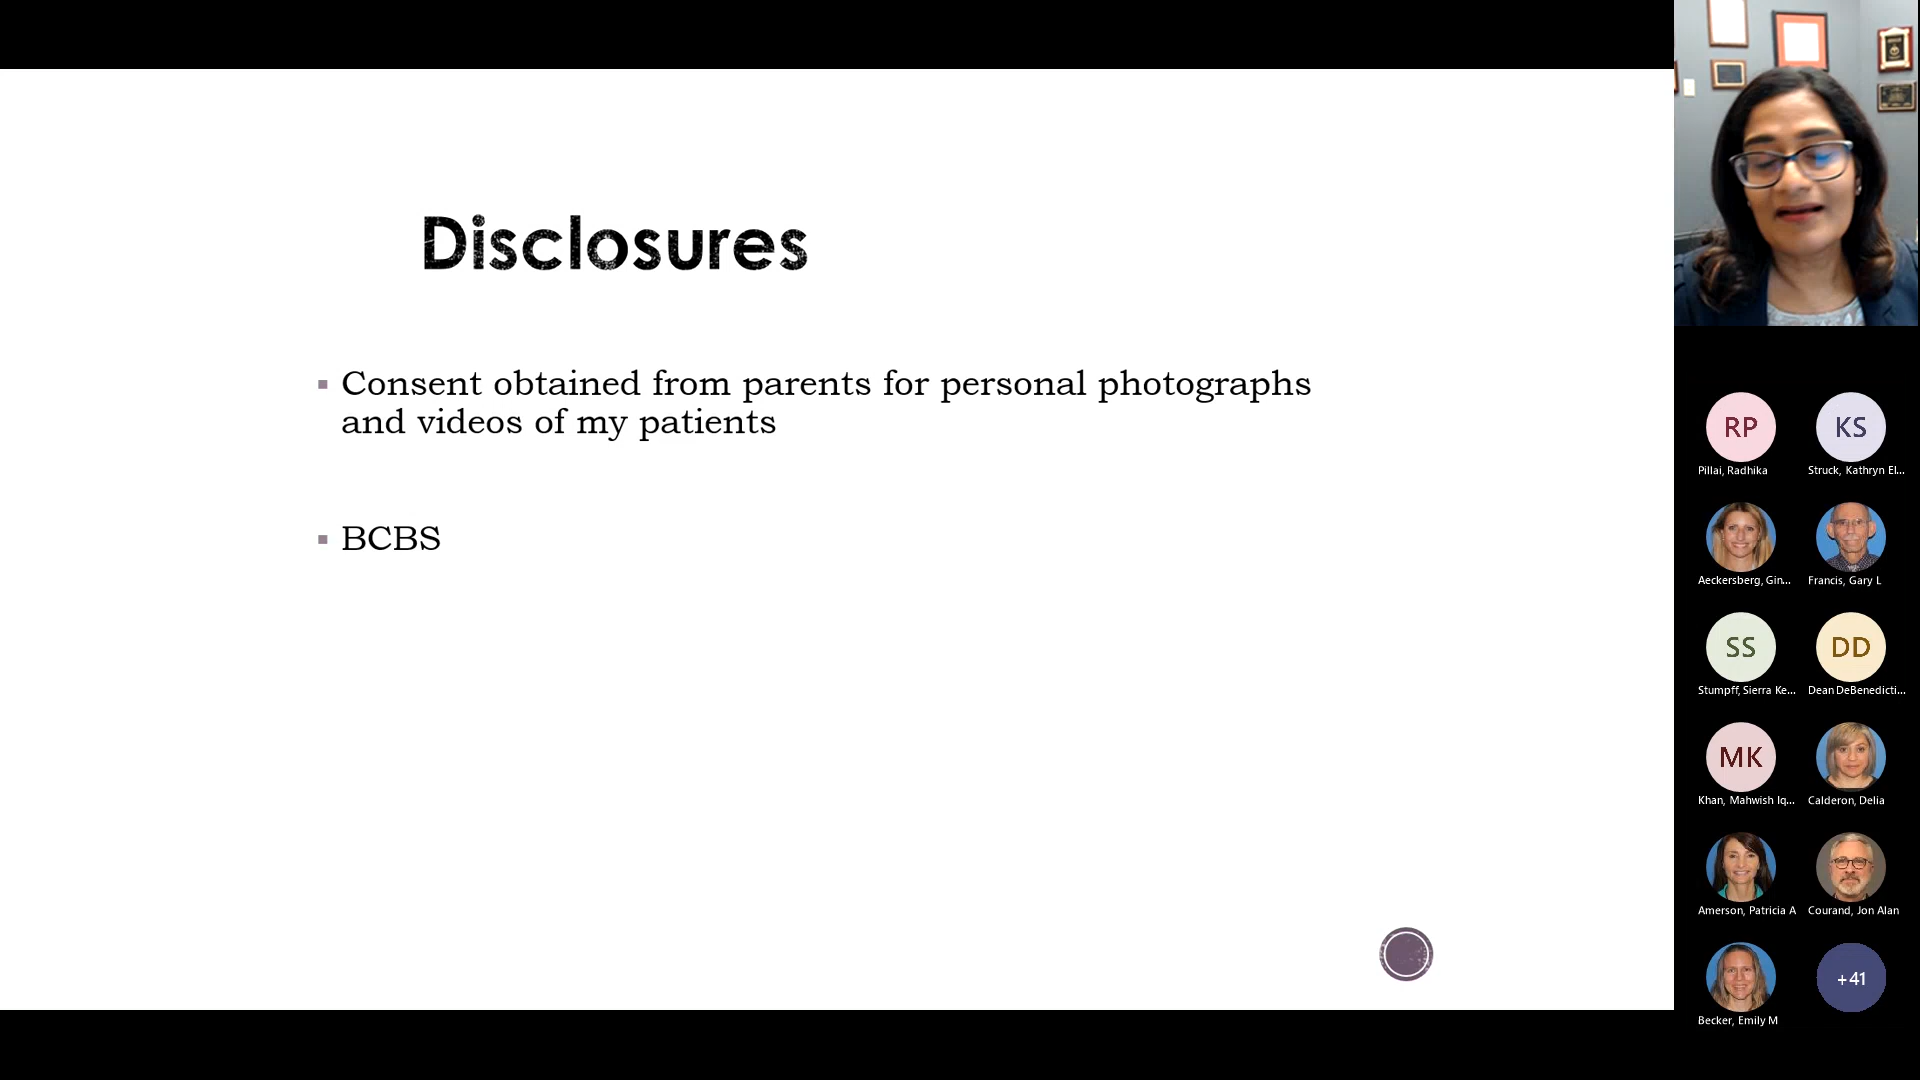 Disclosures
Consent obtained from parents for personal photographs
and videos of my patients
BCBS
RP
KS
Pillai, Radhika
Struck, Kathryn El...
Aeckersberg, Gin...
Francis, Gary L
SS
DD
Stumpff, Sierra Ke...
Dean DeBenedicti...
MK
Khan, Mahwish Iq...
Calderon, Delia
Amerson, Patricia A
Courand, Jon Alan
+41
Becker, Emily M